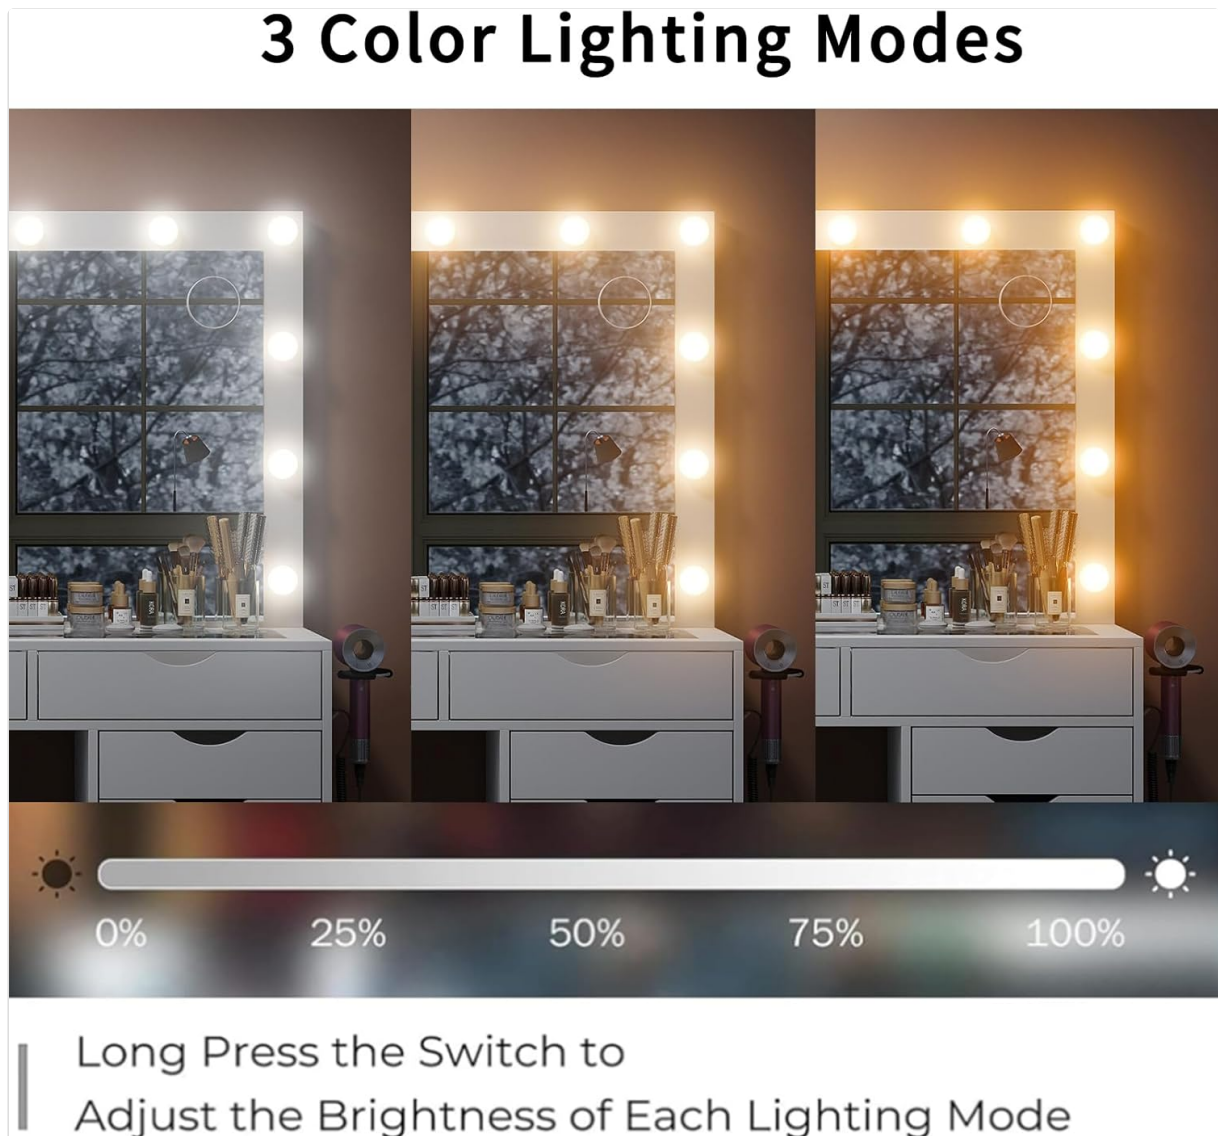 3 Color Lighting Modes
0% 25% 50% 75% 100%
Long Press the Switch to
Adjust the Brightness of Each Lighting Mode